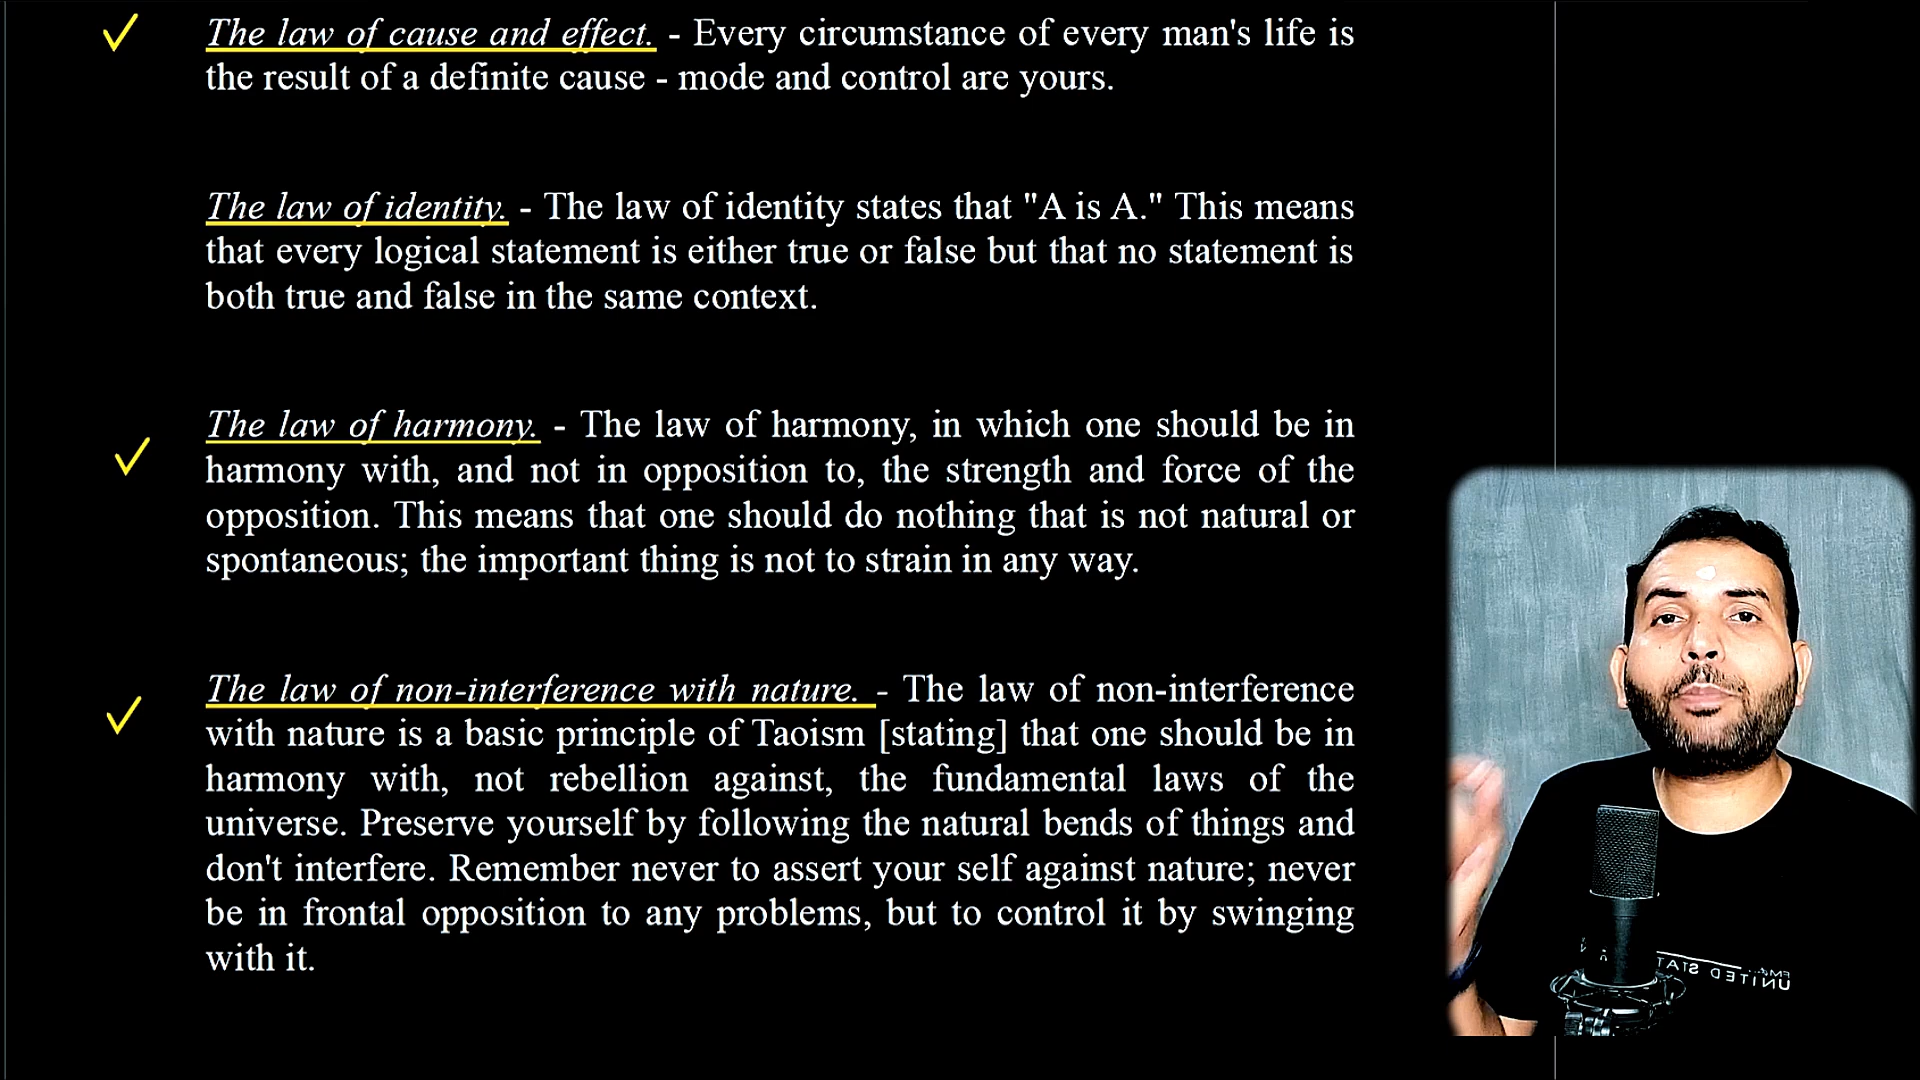 The law of cause and effect. - Every circumstance of every man's life is
the result of a definite cause - mode and control are yours.
The law of identity. - The law of identity states that "A is A." This means
that every logical statement is either true or false but that no statement is
both true and false in the same context.
The law of harmony. - The law of harmony, in which one should be in
harmony with, and not in opposition to, the strength and force of the
opposition. This means that one should do nothing that is not natural or
spontaneous; the important thing is not to strain in any way.
The law of non-interference with nature. - The law of non-interference
with nature is a basic principle of Taoism [stating] that one should be in
harmony with, not rebellion against, the fundamental laws of the
universe. Preserve yourself by following the natural bends of things and
don't interfere. Remember never to assert your self against nature; never
be in frontal opposition to any problems, but to control it by swinging
with it.
UNITED STAT